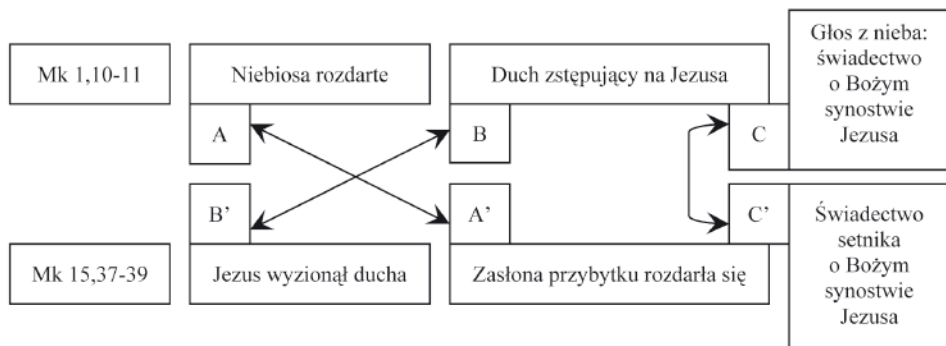 Mk 1,10-11
Niebiosa rozdarte
Duch zstępujący na Jezusa
Głos z nieba:
świadectwo
o Bożym
synostwie
Jezusa
A
B
C
B’
A’
C’
Mk 15,37-39
Jezus wyzionął ducha
Zasłona przybytku rozdarła się
Świadectwo
setnika
o Bożym
synostwie
Jezusa